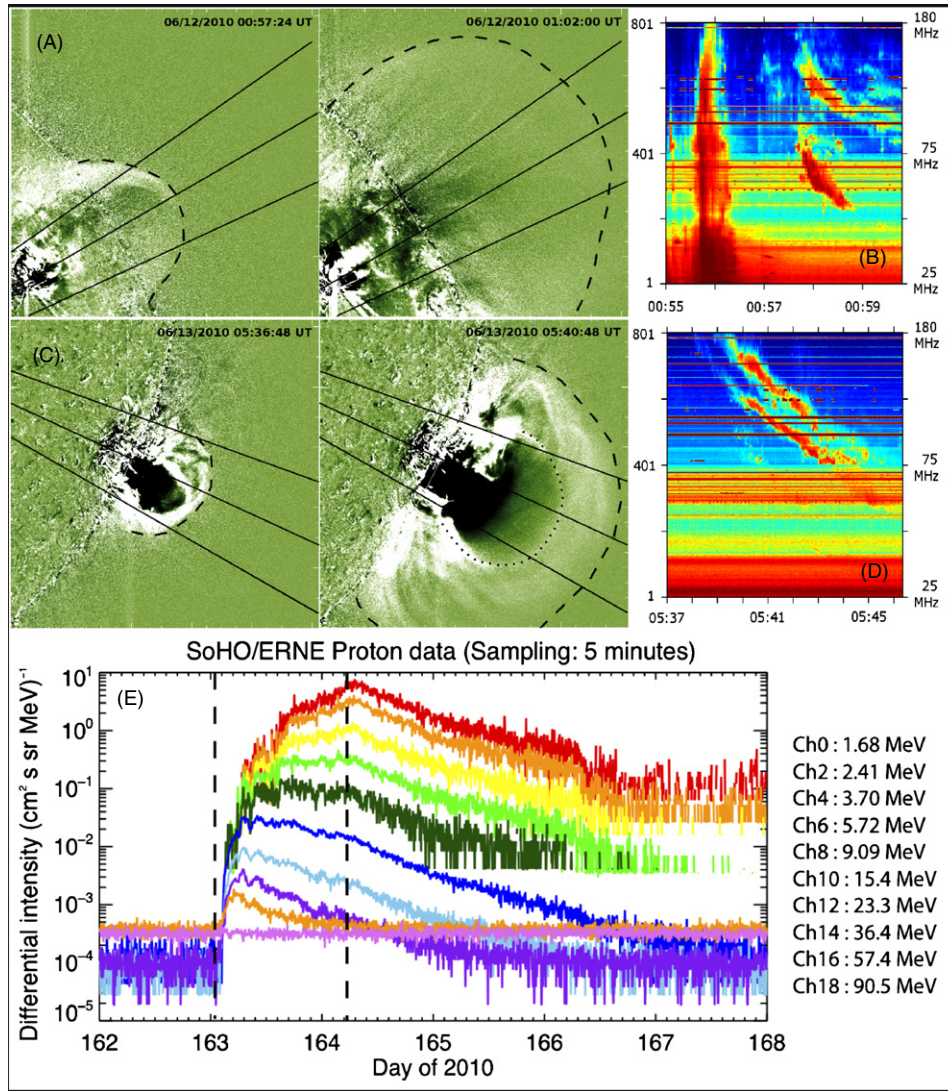 (A)
06/12/2010 00:57:24 UT
06/12/2010 01:02:00 UT
801
401
1
180
MHz
75
MHz
25
MHz
(B)
00:55
00:57
00:59
(C)
06/13/2010 05:36:48 UT
06/13/2010 05:40:48 UT
801
401
1
180
MHz
75
MHz
25
MHz
(D)
05:37
05:41
05:45
SoHO/ERNE Proton data (Sampling: 5 minutes)
(E)
Differential intensity (cm² s sr MeV)⁻¹
10¹
10⁰
10⁻¹
10⁻²
10⁻³
10⁻⁴
10⁻⁵
162
163
164
165
166
167
168
Day of 2010
Ch0 : 1.68 MeV
Ch2 : 2.41 MeV
Ch4 : 3.70 MeV
Ch6 : 5.72 MeV
Ch8 : 9.09 MeV
Ch10 : 15.4 MeV
Ch12 : 23.3 MeV
Ch14 : 36.4 MeV
Ch16 : 57.4 MeV
Ch18 : 90.5 MeV